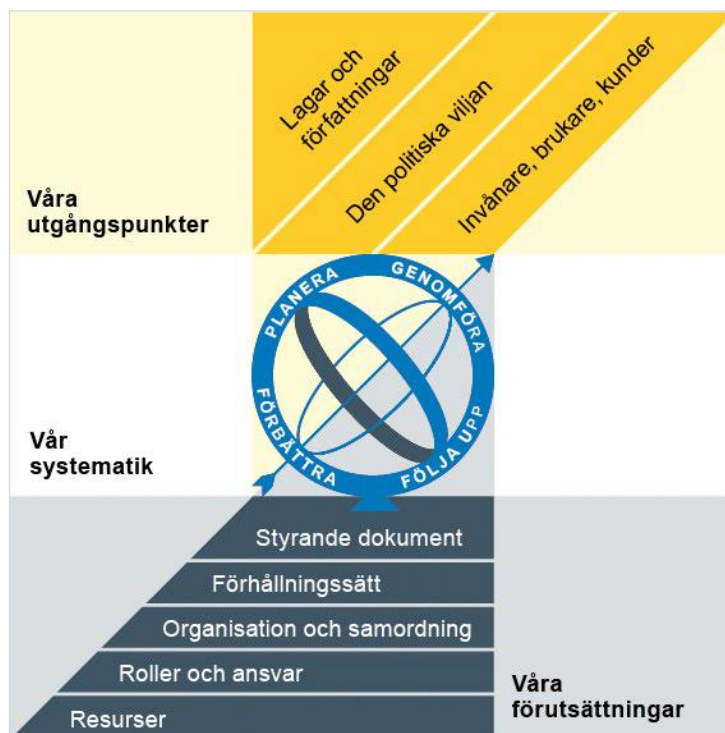 Lagar och
författningar
Den politiska viljan
Invånare, brukare, kunder
Våra
utgångspunkter
PLANERA
GENOMFÖRA
FÖRBÄTTRA
FÖLJA UPP
Vår
systematik
Styrande dokument
Förhållningssätt
Organisation och samordning
Roller och ansvar
Resurser
Våra
förutsättningar